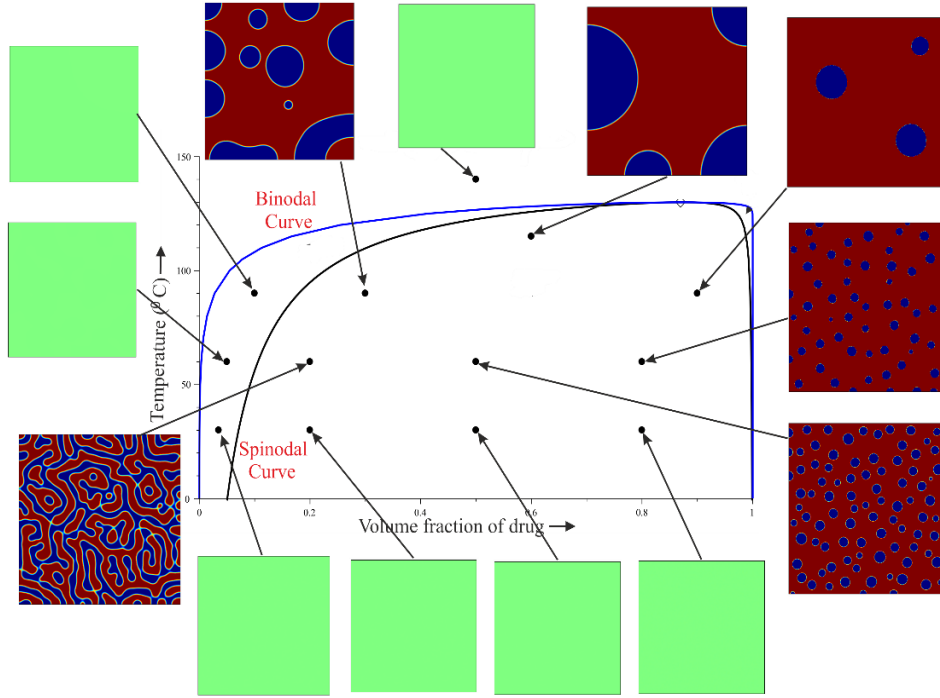 150
Binodal
Curve
100
Temperature (°C) →
50
Spinodal
Curve
0
0
0.2
0.4
0.6
0.8
1
Volume fraction of drug →